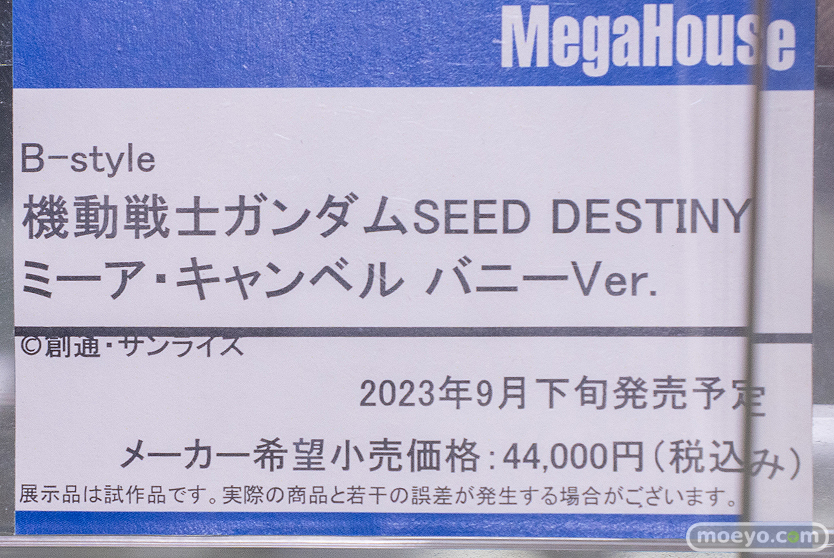 MegaHouse
B-style
機動戦士ガンダムSEED DESTINY
ミーア・キャンベル バニーVer.
©創通・サンライズ
2023年9月下旬発売予定
メーカー希望小売価格:44,000円(税込み)
展示品は試作品です。実際の商品と若干の誤差が発生する場合がございます。
moeyo.com